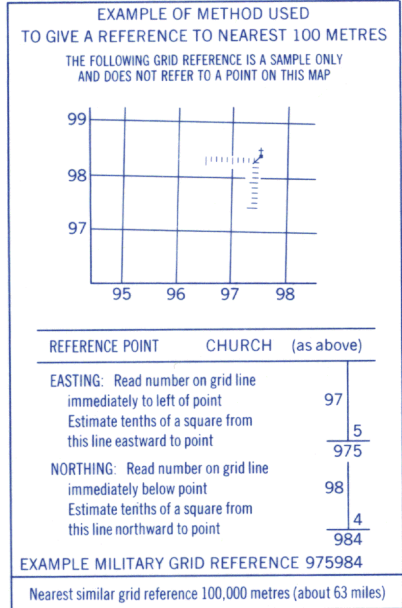 EXAMPLE OF METHOD USED
TO GIVE A REFERENCE TO NEAREST 100 METRES
THE FOLLOWING GRID REFERENCE IS A SAMPLE ONLY
AND DOES NOT REFER TO A POINT ON THIS MAP
99
98
97
95 96 97 98
REFERENCE POINT CHURCH (as above)
EASTING: Read number on grid line
immediately to left of point 97
Estimate tenths of a square from
this line eastward to point 5
975
NORTHING: Read number on grid line
immediately below point 98
Estimate tenths of a square from
this line northward to point 4
984
EXAMPLE MILITARY GRID REFERENCE 975984
Nearest similar grid reference 100,000 metres (about 63 miles)